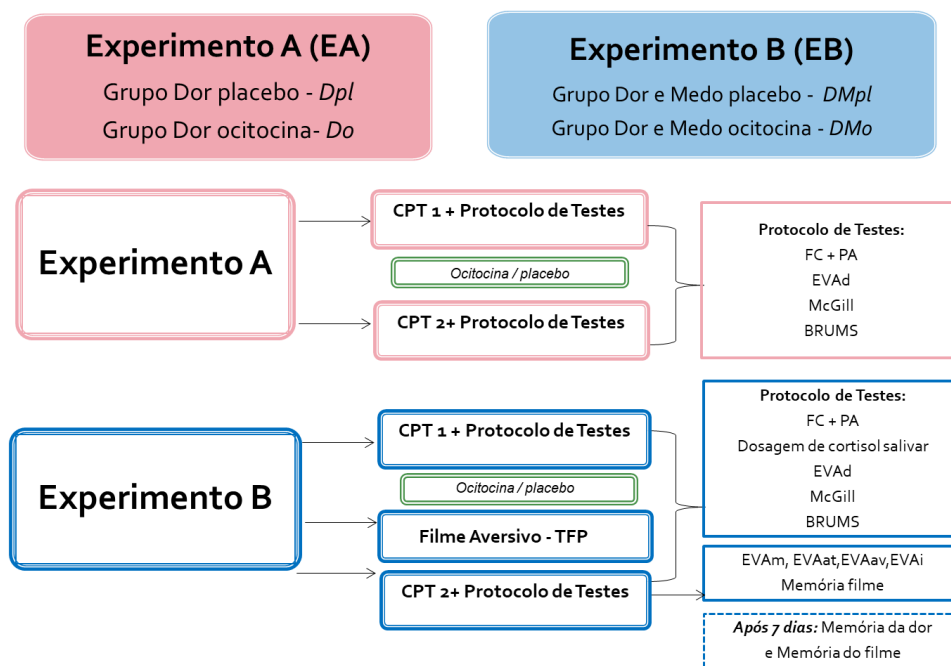 Experimento A (EA)
Grupo Dor placebo - Dpl
Grupo Dor ocitocina- Do
Experimento B (EB)
Grupo Dor e Medo placebo - DMpl
Grupo Dor e Medo ocitocina - DMo
Experimento A
CPT 1 + Protocolo de Testes
Ocitocina / placebo
CPT 2+ Protocolo de Testes
Protocolo de Testes:
FC + PA
EVAd
McGill
BRUMS
Experimento B
CPT 1 + Protocolo de Testes
Ocitocina / placebo
Filme Aversivo - TFP
CPT 2+ Protocolo de Testes
Protocolo de Testes:
FC + PA
Dosagem de cortisol salivar
EVAd
McGill
BRUMS
EVAm, EVAat,EVAav,EVAi
Memória filme
Após 7 dias: Memória da dor
e Memória do filme